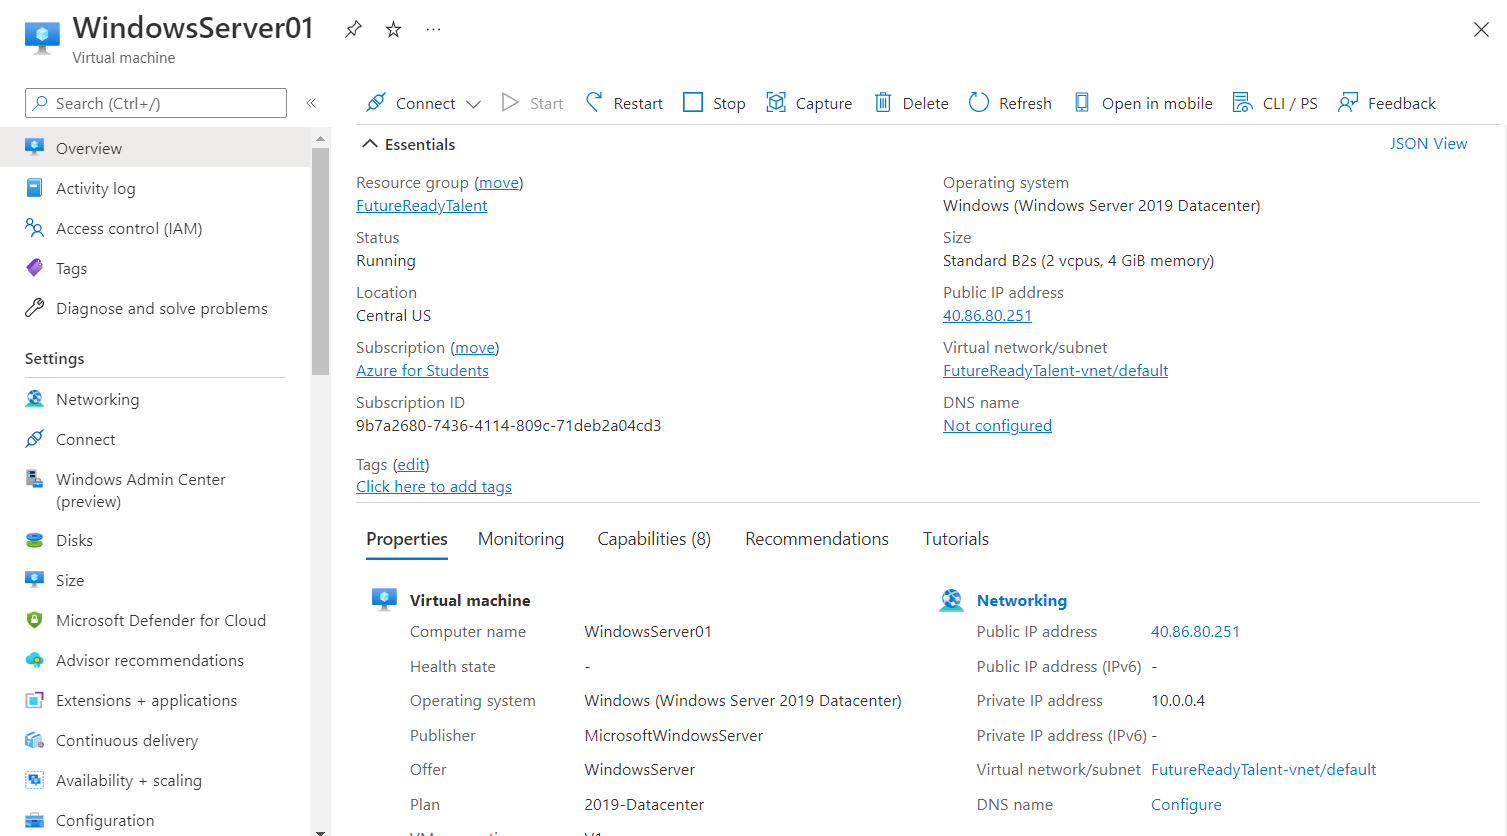 WindowsServer01
Virtual machine
Search (Ctrl+/)
Overview
Activity log
Access control (IAM)
Tags
Diagnose and solve problems
Settings
Networking
Connect
Windows Admin Center
(preview)
Disks
Size
Microsoft Defender for Cloud
Advisor recommendations
Extensions + applications
Continuous delivery
Availability + scaling
Configuration
Connect Start Restart Stop Capture Delete Refresh Open in mobile CLI / PS Feedback
Essentials
JSON View
Resource group (move)
FutureReadyTalent
Status
Running
Location
Central US
Subscription (move)
Azure for Students
Subscription ID
9b7a2680-7436-4114-809c-71deb2a04cd3
Operating system
Windows (Windows Server 2019 Datacenter)
Size
Standard B2s (2 vcpus, 4 GiB memory)
Public IP address
40.86.80.251
Virtual network/subnet
FutureReadyTalent-vnet/default
DNS name
Not configured
Tags (edit)
Click here to add tags
Properties Monitoring Capabilities (8) Recommendations Tutorials
Virtual machine
Computer name WindowsServer01
Health state -
Operating system Windows (Windows Server 2019 Datacenter)
Publisher MicrosoftWindowsServer
Offer WindowsServer
Plan 2019-Datacenter
Networking
Public IP address 40.86.80.251
Public IP address (IPv6) -
Private IP address 10.0.0.4
Private IP address (IPv6) -
Virtual network/subnet FutureReadyTalent-vnet/default
DNS name Configure